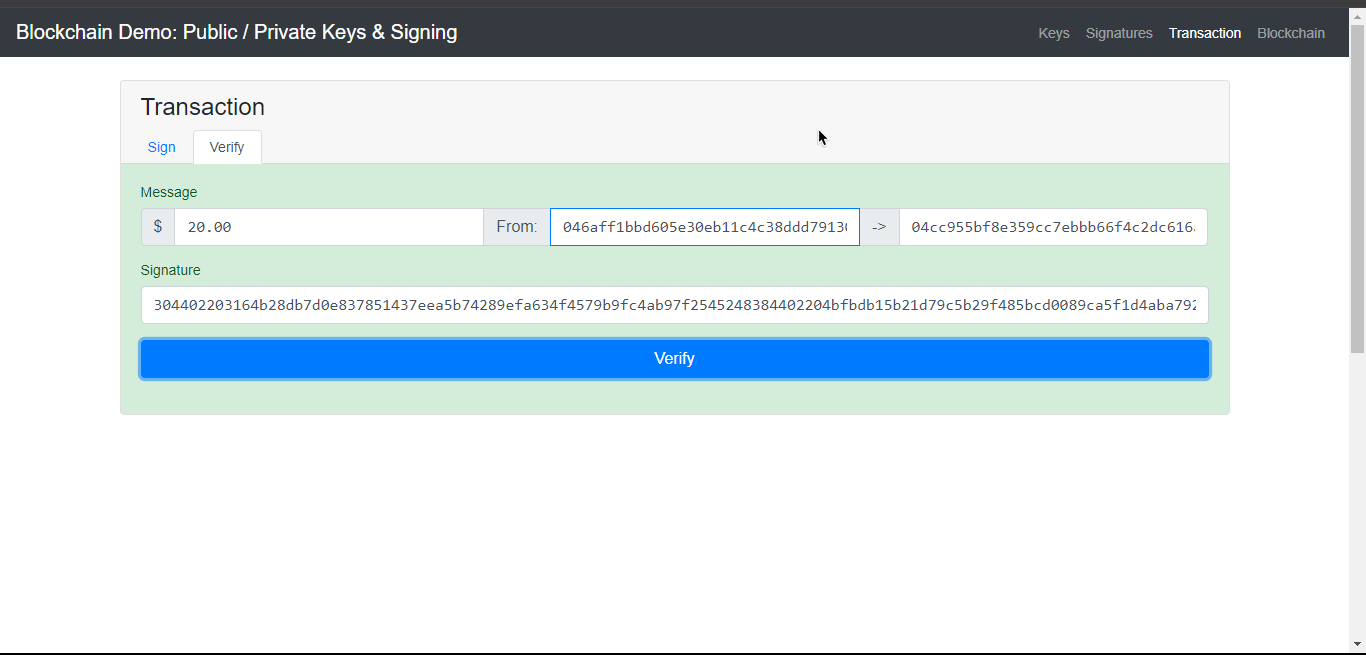 Blockchain Demo: Public / Private Keys & Signing Keys Signatures Transaction Blockchain
Transaction
Sign Verify
Message
$ 20.00 From: 046aff1bbd605e30eb11c4c38ddd7913 -> 04cc955bf8e359cc7ebbb66f4c2dc616
Signature
304402203164b28db7d0e837851437eea5b74289efa634f4579b9fc4ab97f2545248384402204bfbdb15b21d79c5b29f485bcd0089ca5f1d4aba792
Verify